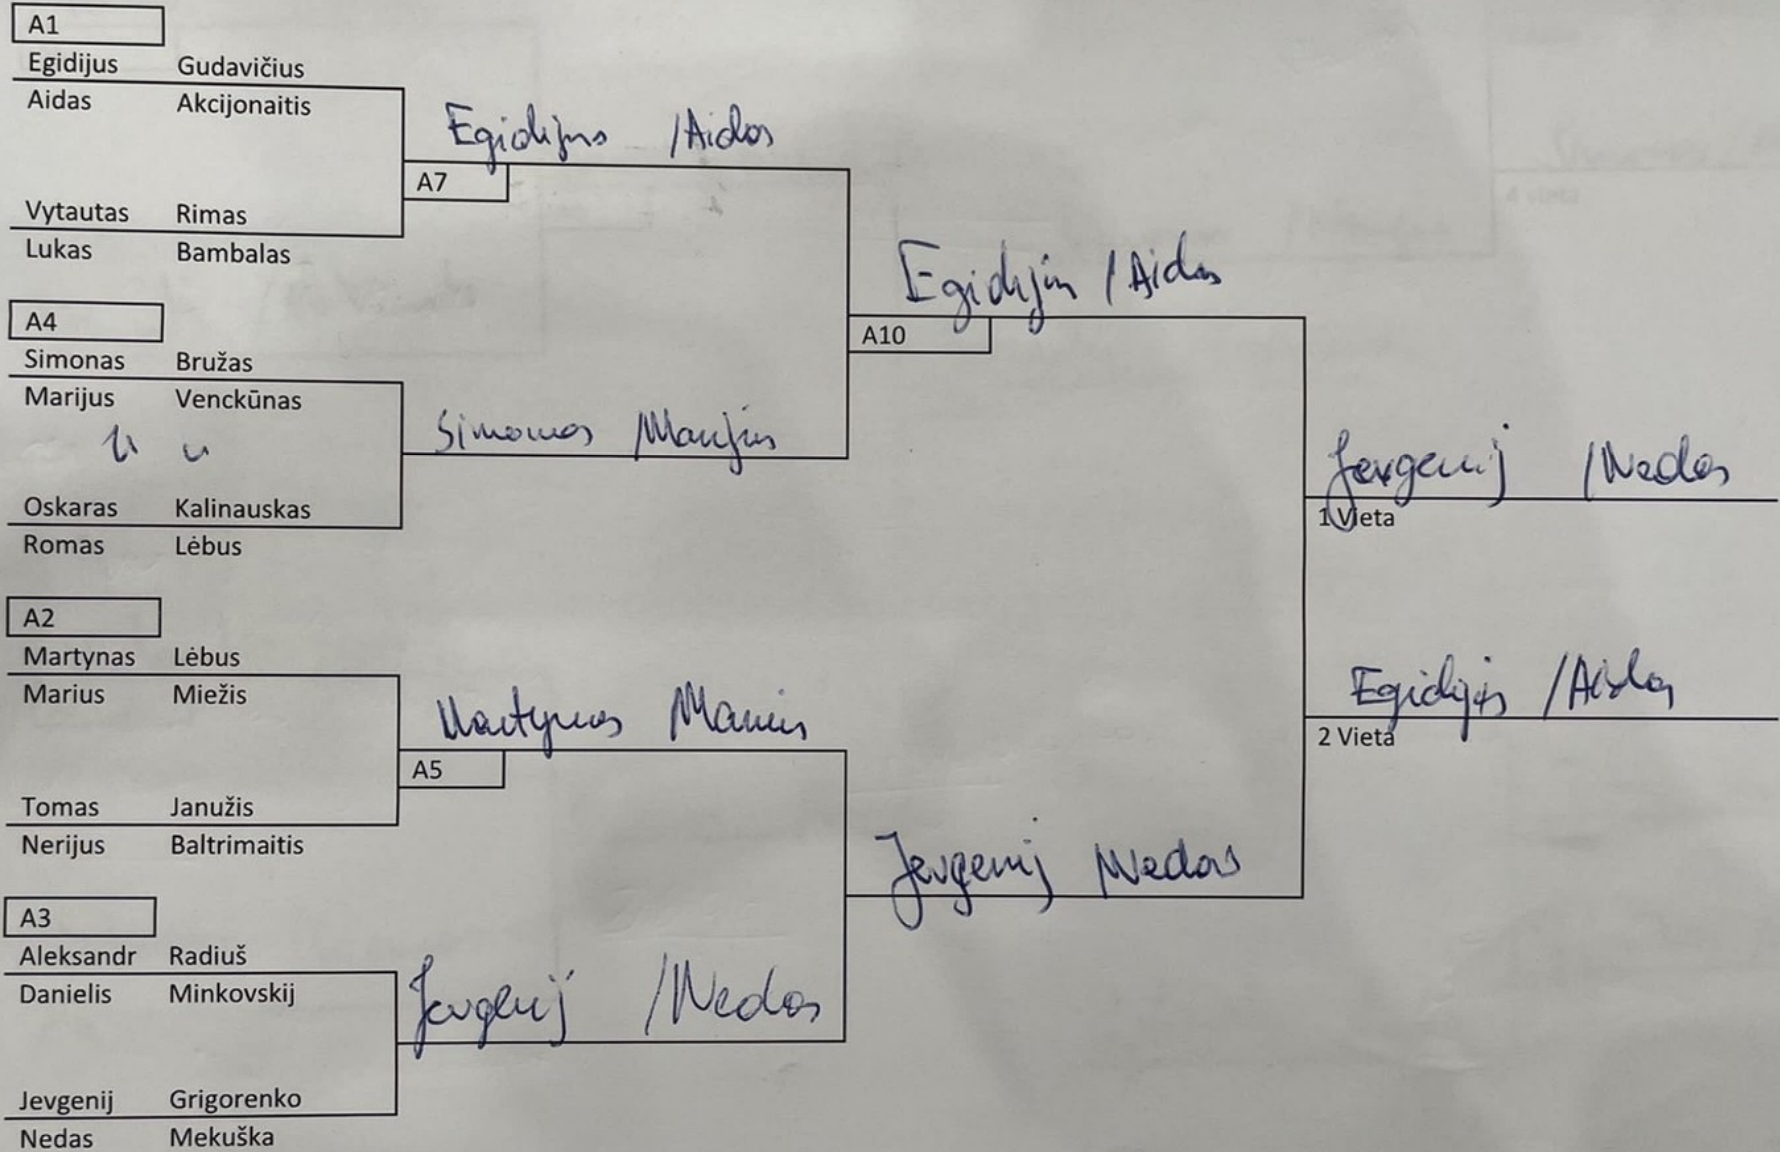 A1
Egidijus Gudavičius
Aidas Akcijonaitis
Egidijus /Aidas
A7
Vytautas Rimas
Lukas Bambalas
Egidijus /Aidas
A4
A10
Simonas Bružas
Marijus Venckūnas
Simonas /Marijus
Jevgenij /Nedas
Oskaras Kalinauskas
1 Vieta
Romas Lėbus
A2
Martynas Lėbus
Marius Miežis
Egidijus /Aidas
Martynas Marius
2 Vieta
A5
Tomas Janužis
Nerijus Baltrimaitis
Jevgenij Nedas
A3
Aleksandr Radiuš
Danielis Minkovskij
Jevgenij /Nedas
Jevgenij Grigorenko
Nedas Mekuška